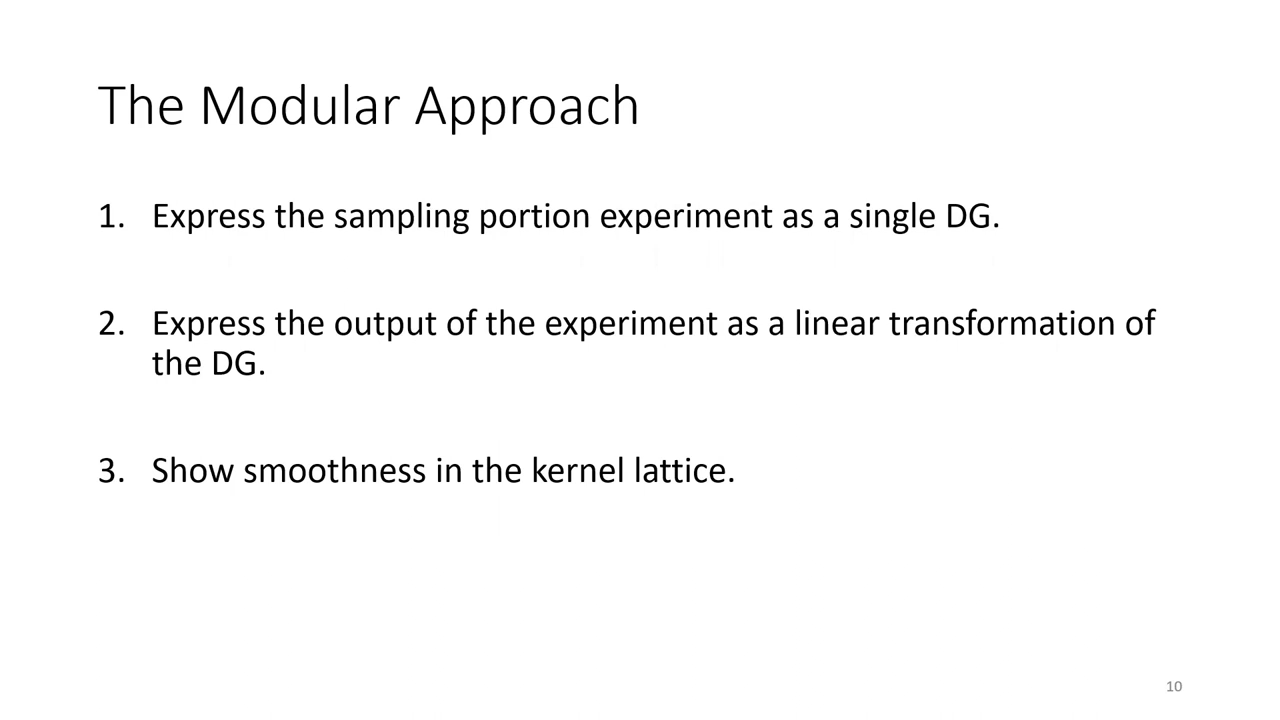 The Modular Approach
1. Express the sampling portion experiment as a single DG.
2. Express the output of the experiment as a linear transformation of
the DG.
3. Show smoothness in the kernel lattice.
10